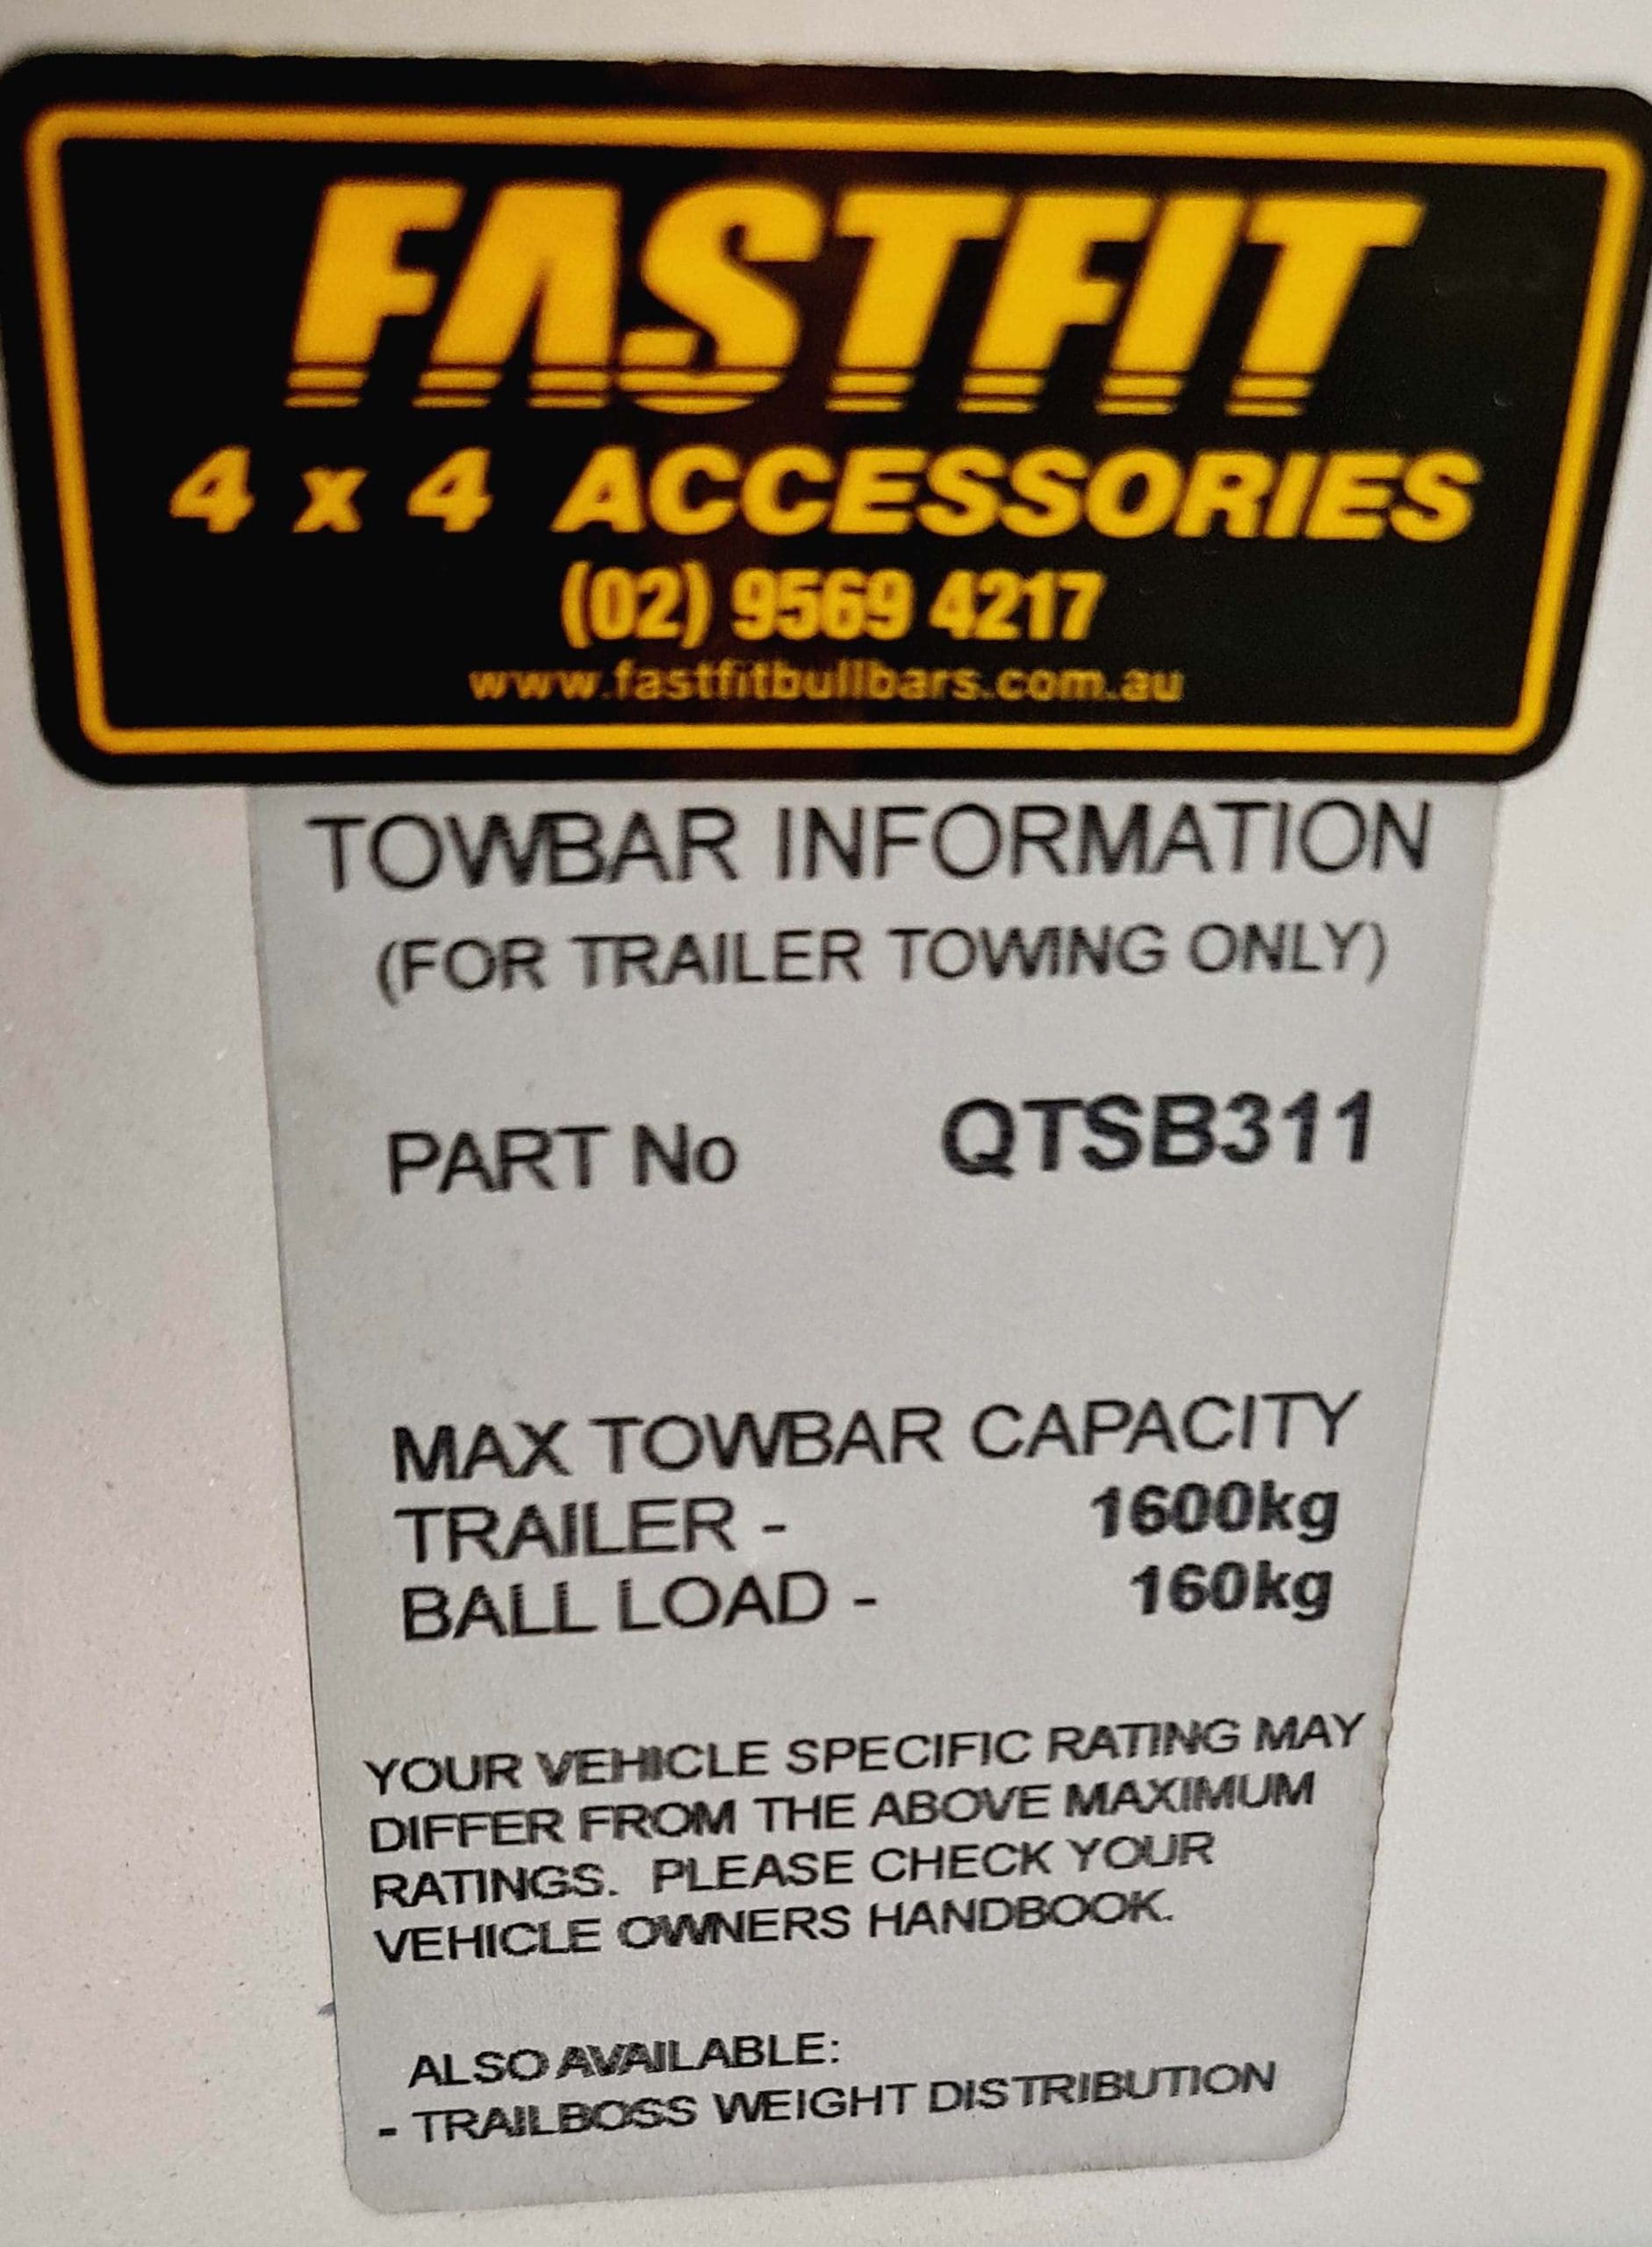 FASTFIT
4 x 4 ACCESSORIES
(02) 9569 4217
www.fastfitbullbars.com.au
TOWBAR INFORMATION
(FOR TRAILER TOWING ONLY)
PART No QTSB311
MAX TOWBAR CAPACITY
TRAILER - 1600kg
BALL LOAD - 160kg
YOUR VEHICLE SPECIFIC RATING MAY
DIFFER FROM THE ABOVE MAXIMUM
RATINGS. PLEASE CHECK YOUR
VEHICLE OWNERS HANDBOOK.
ALSO AVAILABLE:
- TRAILBOSS WEIGHT DISTRIBUTION